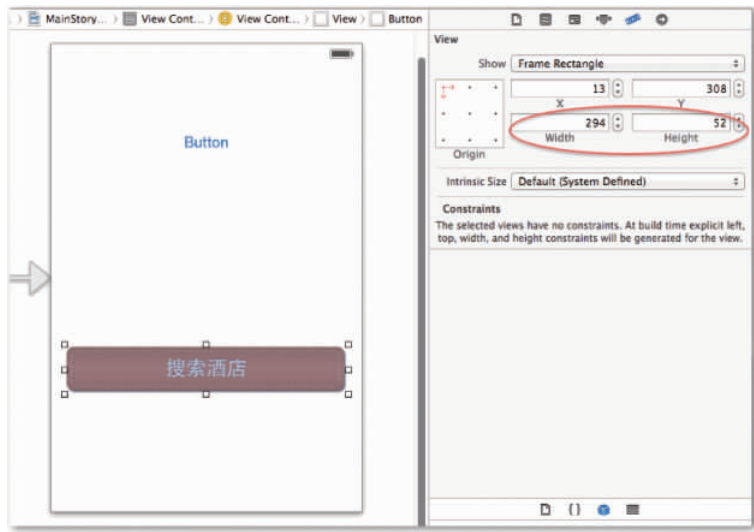 MainStory... View Cont... View Cont... View Button
Button
搜索酒店
View
Show Frame Rectangle
13 308
X Y
294 52
Width Height
Origin
Intrinsic Size Default (System Defined)
Constraints
The selected views have no constraints. At build time explicit left,
top, width, and height constraints will be generated for the view.
{ }